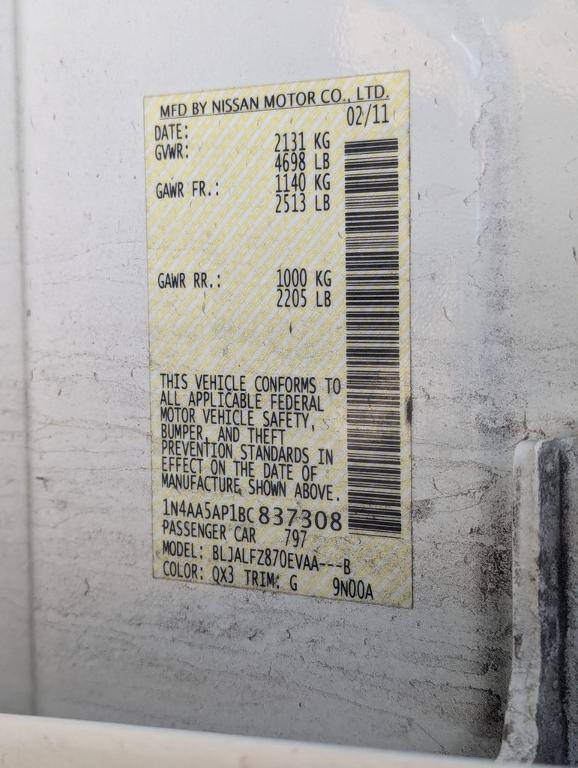 MFD BY NISSAN MOTOR CO., LTD.
DATE: 02/11
GVWR: 2131 KG
4698 LB
GAWR FR.: 1140 KG
2513 LB
GAWR RR.: 1000 KG
2205 LB
THIS VEHICLE CONFORMS TO
ALL APPLICABLE FEDERAL
MOTOR VEHICLE SAFETY,
BUMPER, AND THEFT
PREVENTION STANDARDS IN
EFFECT ON THE DATE OF
MANUFACTURE SHOWN ABOVE.
1N4AA5AP1BC837308
PASSENGER CAR 797
MODEL: BLJALFZ870EVAA---B
COLOR: QX3 TRIM: G 9N00A